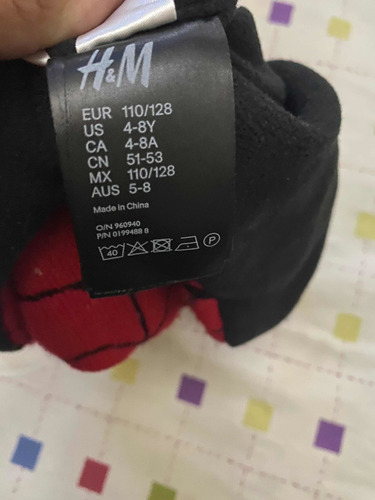 H&M
EUR 110/128
US 4-8Y
CA 4-8A
CN 51-53
MX 110/128
AUS 5-8
Made in China
O/N 960940
P/N 0199488 8
40 P